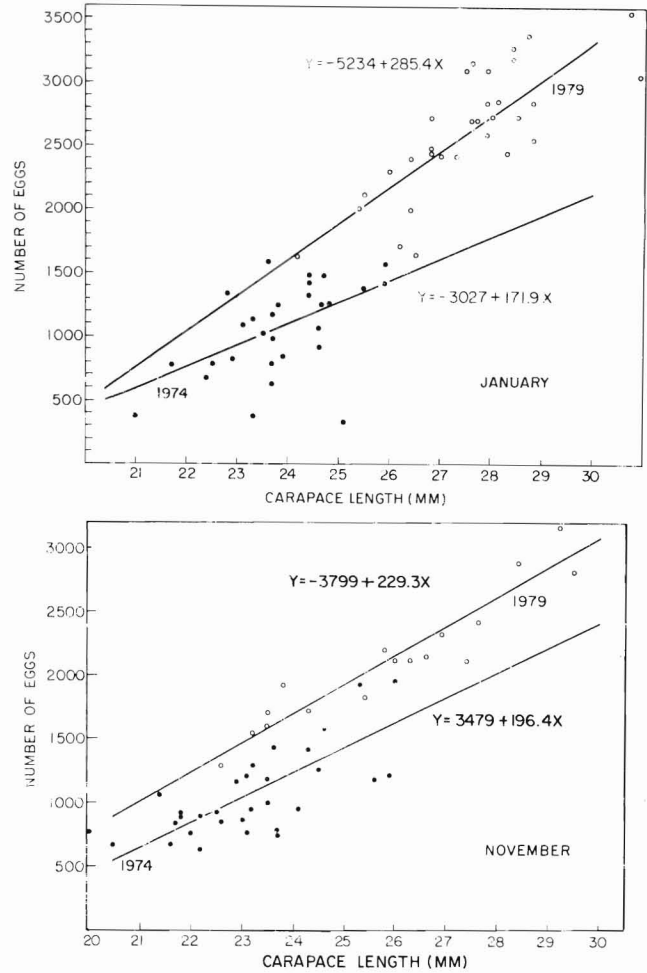 3500
3000
2500
2000
1500
1000
500
NUMBER OF EGGS
Y=-5234+285.4X
1979
Y=-3027+171.9X
1974
JANUARY
21 22 23 24 25 26 27 28 29 30
CARAPACE LENGTH (MM)
3000
2500
2000
1500
1000
500
NUMBER OF EGGS
Y=-3799+229.3X
1979
Y=3479+196.4X
1974
NOVEMBER
20 21 22 23 24 25 26 27 28 29 30
CARAPACE LENGTH (MM)